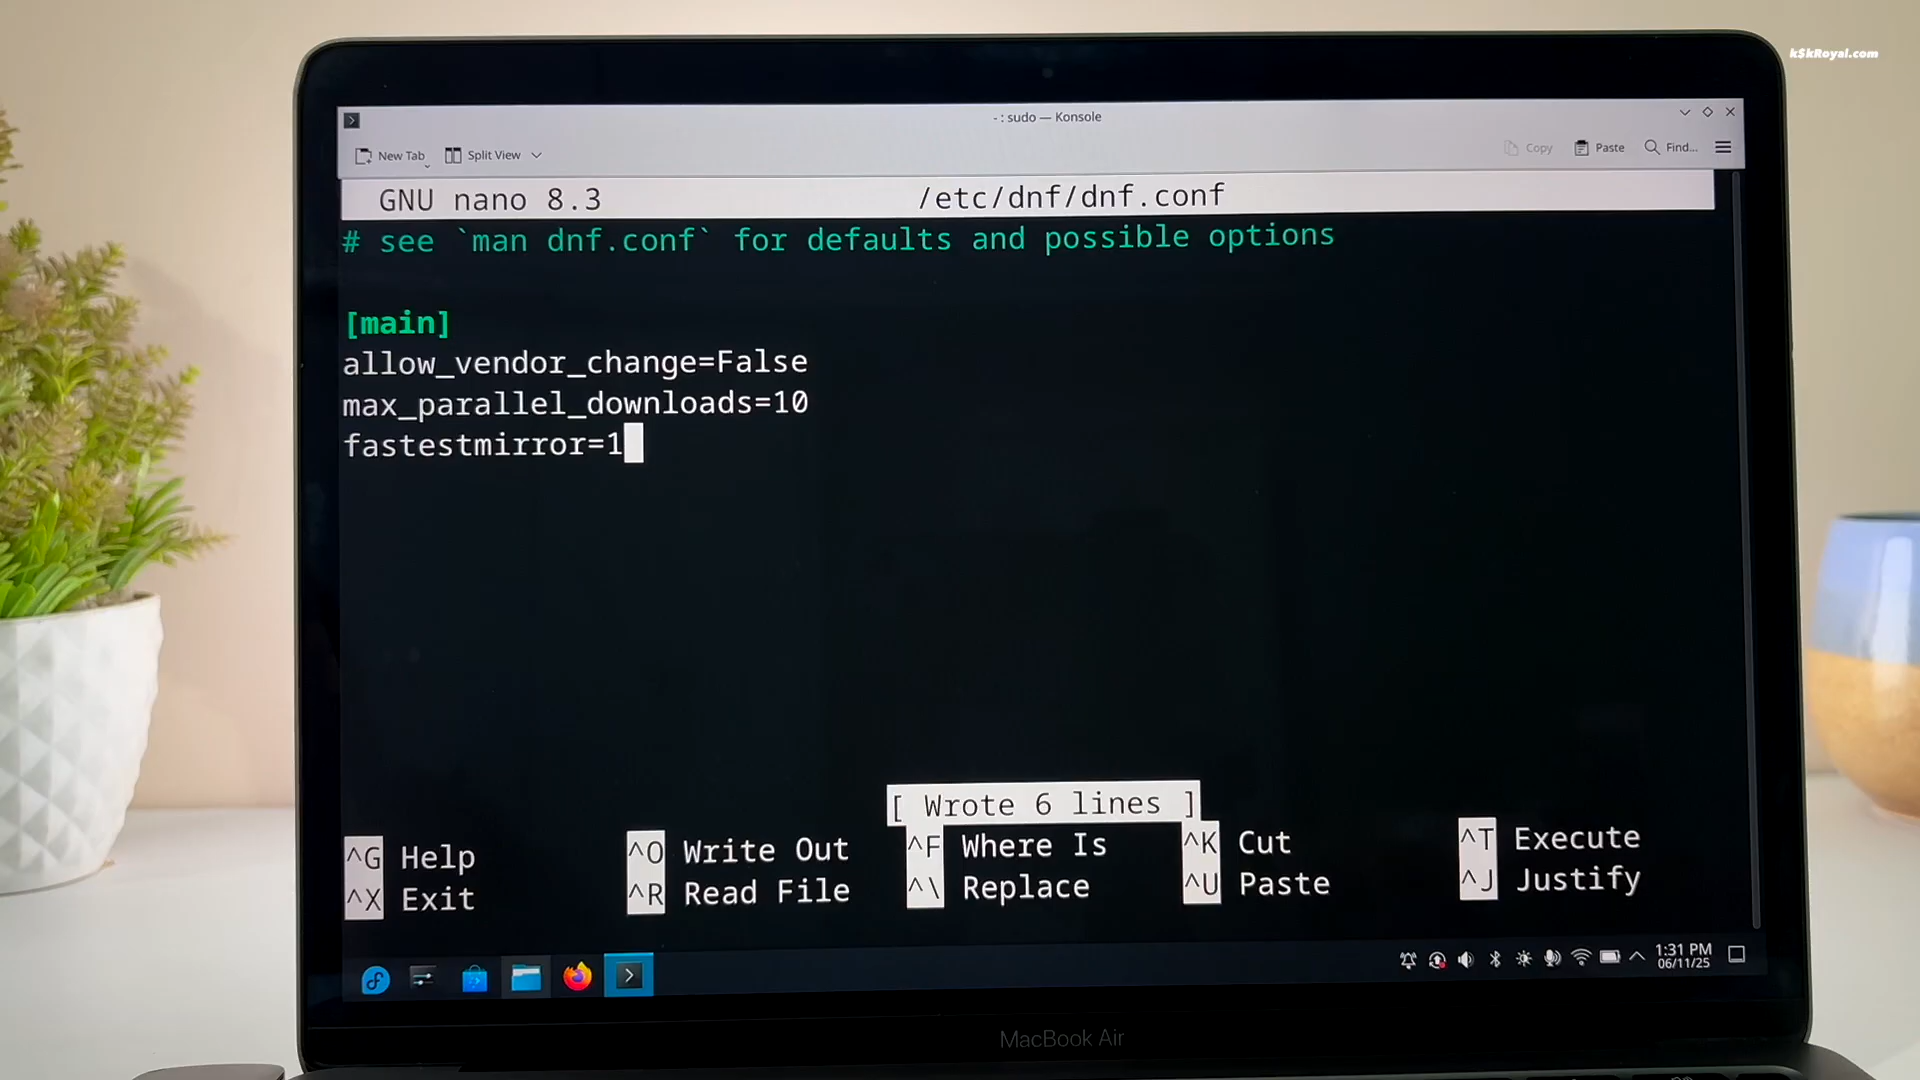 k$kRoyal.com
- : sudo — Konsole
New Tab
Split View
Copy
Paste
Find...
GNU nano 8.3
/etc/dnf/dnf.conf
# see `man dnf.conf` for defaults and possible options
[main]
allow_vendor_change=False
max_parallel_downloads=10
fastestmirror=1
[ Wrote 6 lines ]
^G Help
^O Write Out
^F Where Is
^K Cut
^T Execute
^X Exit
^R Read File
^\ Replace
^U Paste
^J Justify
1:31 PM
06/11/25
MacBook Air